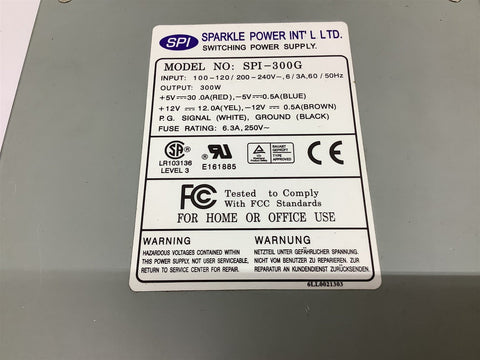 SPI SPARKLE POWER INT'L LTD.
SWITCHING POWER SUPPLY.
MODEL NO: SPI-300G
INPUT: 100-120/200-240V~,6/3A,60/50Hz
OUTPUT: 300W
+5V⎓30.0A(RED), -5V⎓0.5A(BLUE)
+12V⎓12.0A(YEL), -12V⎓0.5A(BROWN)
P.G. SIGNAL (WHITE), GROUND (BLACK)
FUSE RATING: 6.3A,250V~
LR103136
LEVEL 3
E161885
BAUART
GEPRÜFT
TYPE
APPROVED
CE
FC Tested to Comply
With FCC Standards
FOR HOME OR OFFICE USE
WARNING
HAZARDOUS VOLTAGES CONTAINED WITHIN
THIS POWER SUPPLY, NOT USER SERVICEABLE,
RETURN TO SERVICE CENTER FOR REPAIR.
WARNUNG
NETZTEIL UNTER GEFÄHRLICHER SPANNUNG.
NICHT VOM BENUTZER ZU REPARIEREN. ZUR
REPARATUR AN KUNDENDIENST ZURÜCKSENDEN.
6LL0021303